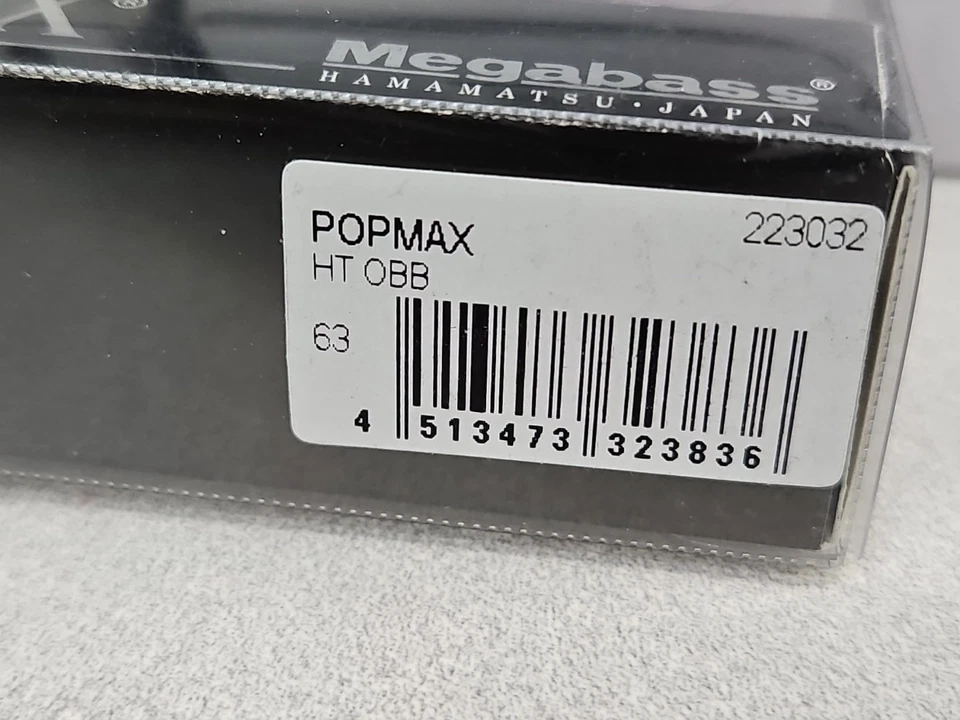 X®
Megabass®
HAMAMATSU·JAPAN
POPMAX 223032
HT OBB
63
4 513473 323836